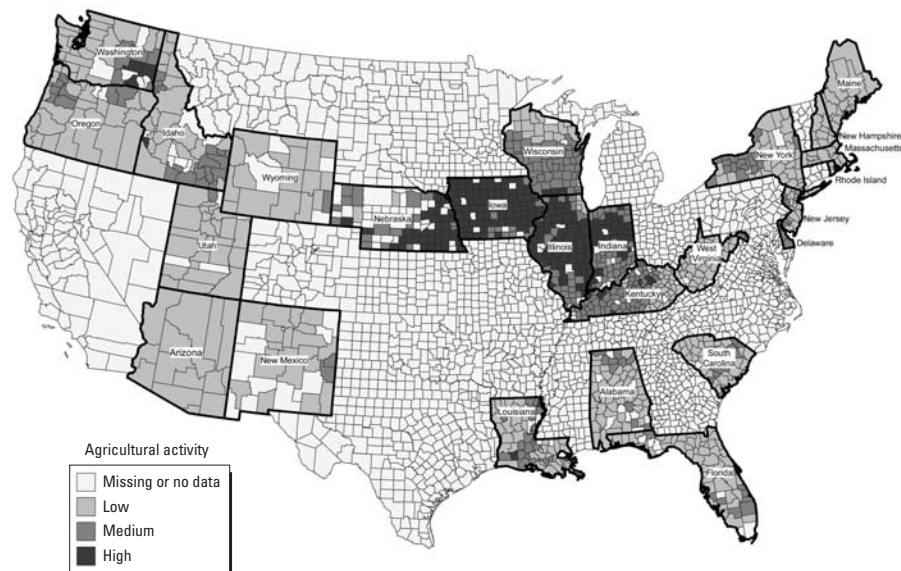 Washington
Oregon
Idaho
Wyoming
Utah
Arizona
New Mexico
Nebraska
Iowa
Wisconsin
Illinois
Indiana
Kentucky
West
Virginia
New York
Maine
New Hampshire
Massachusetts
Rhode Island
New Jersey
Delaware
South
Carolina
Alabama
Louisiana
Florida
Agricultural activity
Missing or no data
Low
Medium
High